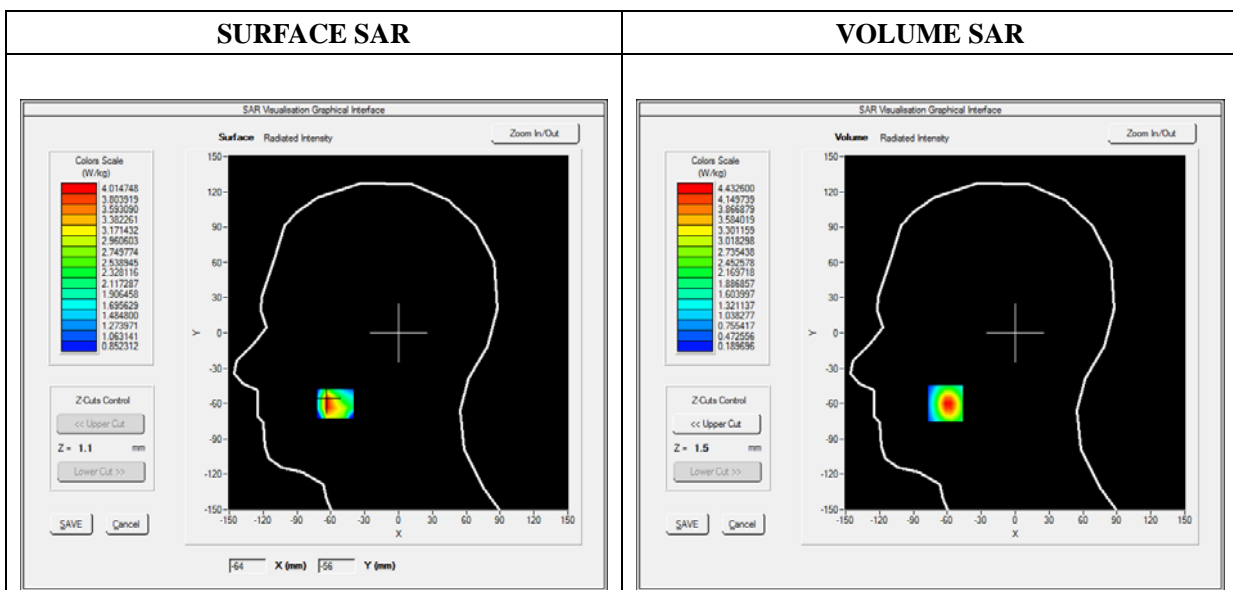 SURFACE SAR
VOLUME SAR
SAR Visualisation Graphical Interface
Surface Radiated Intensity
Zoom In/Out
Colors Scale
(W/kg)
4.014748
3.803919
3.593090
3.382261
3.171432
2.960603
2.749774
2.538945
2.328116
2.117287
1.906458
1.695629
1.484800
1.273971
1.063141
0.852312
150
120
90
60
30
0
-30
-60
-90
-120
-150
Y
-150 -120 -90 -60 -30 0 30 60 90 120 150
X
Z-Cuts Control
<< Upper Cut
Z = 1.1 mm
Lower Cut >>
SAVE Cancel
-64 X (mm) -56 Y (mm)
SAR Visualisation Graphical Interface
Volume Radiated Intensity
Zoom In/Out
Colors Scale
(W/kg)
4.432600
4.149739
3.866879
3.584019
3.301159
3.018298
2.735438
2.452578
2.169718
1.886857
1.603997
1.321137
1.038277
0.755417
0.472556
0.189696
150
120
90
60
30
0
-30
-60
-90
-120
-150
Y
-150 -120 -90 -60 -30 0 30 60 90 120 150
X
Z-Cuts Control
<< Upper Cut
Z = 1.5 mm
Lower Cut >>
SAVE Cancel